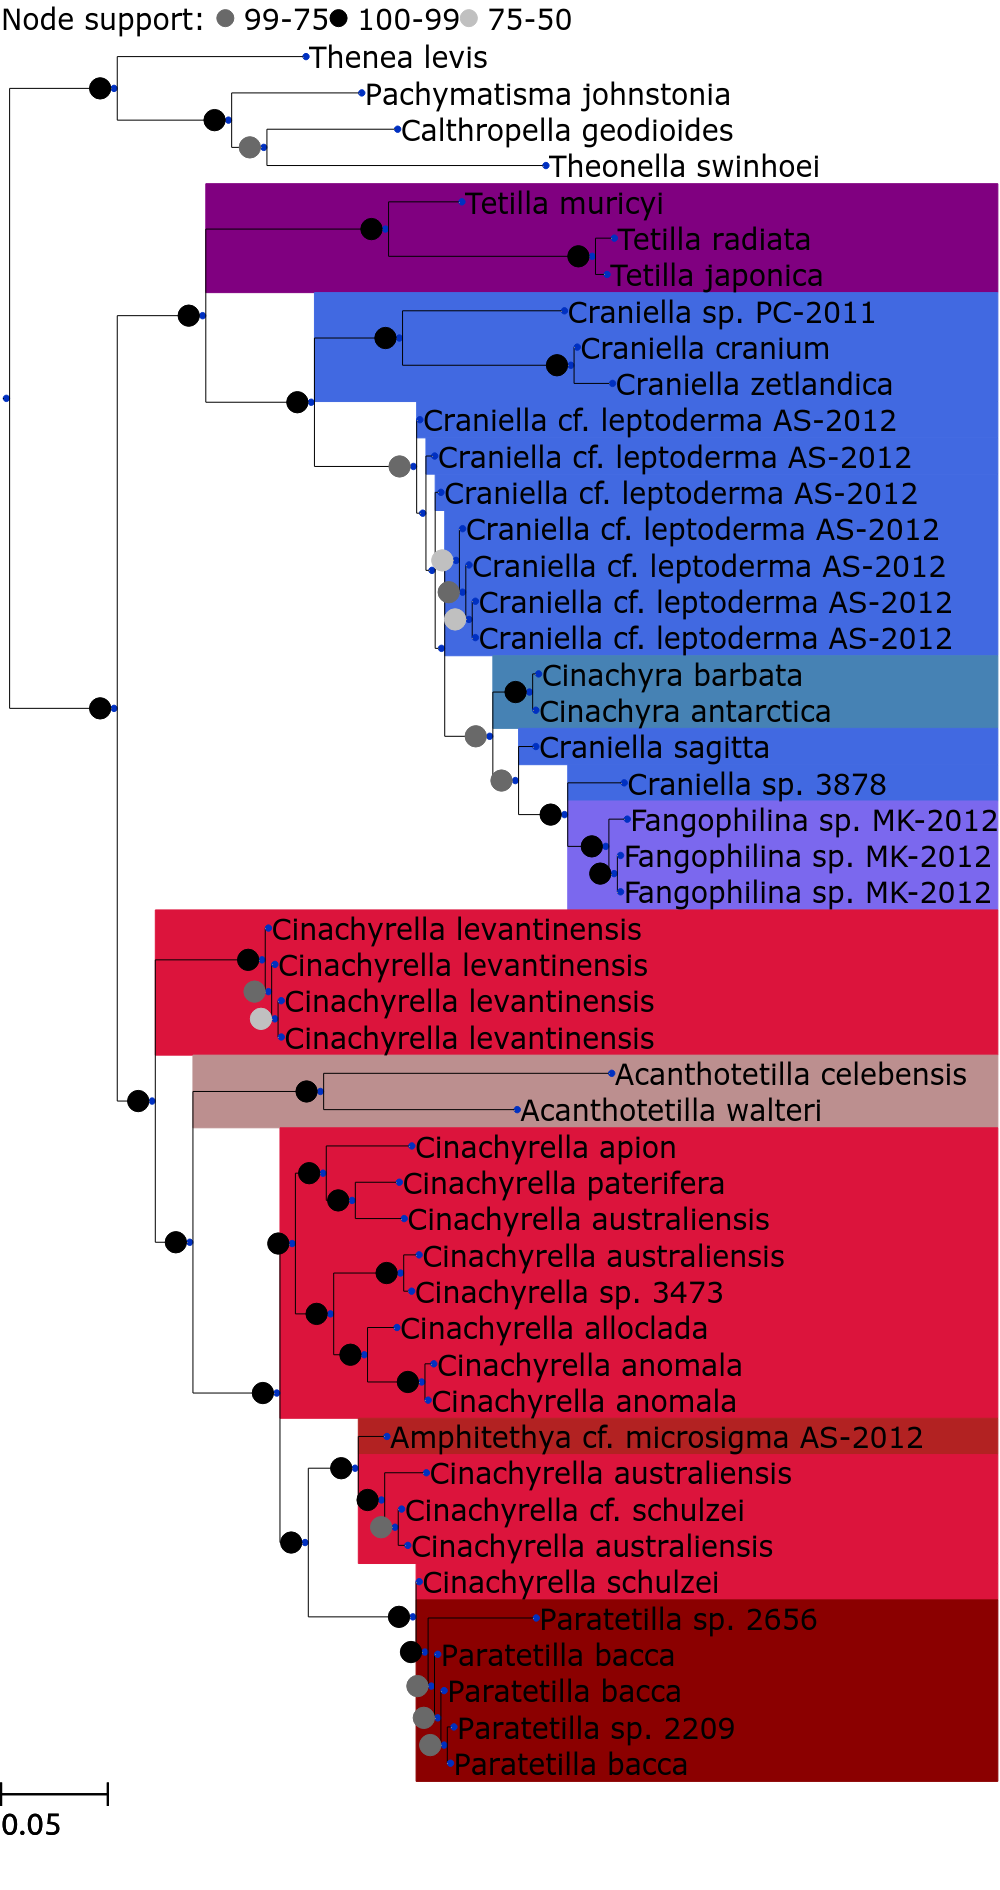 Node support: 99-75 100-99 75-50
Thenea levis
Pachymatisma johnstonia
Calthropella geodioides
Theonella swinhoei
Tetilla muricyi
Tetilla radiata
Tetilla japonica
Craniella sp. PC-2011
Craniella cranium
Craniella zetlandica
Craniella cf. leptoderma AS-2012
Craniella cf. leptoderma AS-2012
Craniella cf. leptoderma AS-2012
Craniella cf. leptoderma AS-2012
Craniella cf. leptoderma AS-2012
Craniella cf. leptoderma AS-2012
Craniella cf. leptoderma AS-2012
Cinachyra barbata
Cinachyra antarctica
Craniella sagitta
Craniella sp. 3878
Fangophilina sp. MK-2012
Fangophilina sp. MK-2012
Fangophilina sp. MK-2012
Cinachyrella levantinensis
Cinachyrella levantinensis
Cinachyrella levantinensis
Cinachyrella levantinensis
Acanthotetilla celebensis
Acanthotetilla walteri
Cinachyrella apion
Cinachyrella paterifera
Cinachyrella australiensis
Cinachyrella australiensis
Cinachyrella sp. 3473
Cinachyrella alloclada
Cinachyrella anomala
Cinachyrella anomala
Amphitethya cf. microsigma AS-2012
Cinachyrella australiensis
Cinachyrella cf. schulzei
Cinachyrella australiensis
Cinachyrella schulzei
Paratetilla sp. 2656
Paratetilla bacca
Paratetilla bacca
Paratetilla sp. 2209
Paratetilla bacca
0.05